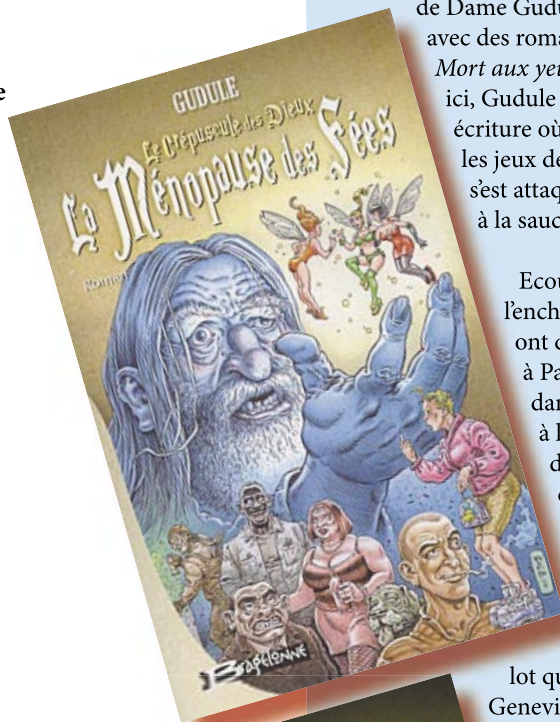 e
GUDULE
Le Crépuscule des Dieux
La Ménopause des Fées
Roman
Bragelonne
de Dame Gudu
avec des roma
Mort aux yeu
ici, Gudule
écriture où
les jeux de
s'est attaq
à la sauc
Ecou
l'ench
ont d
à Pa
dan
à l
d
lot qu
Genevi